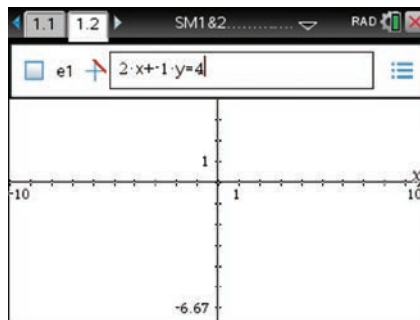 1.1 1.2 SM1&2............. RAD
e1 2·x+-1·y=4
1 x
-10 1 10
-6.67